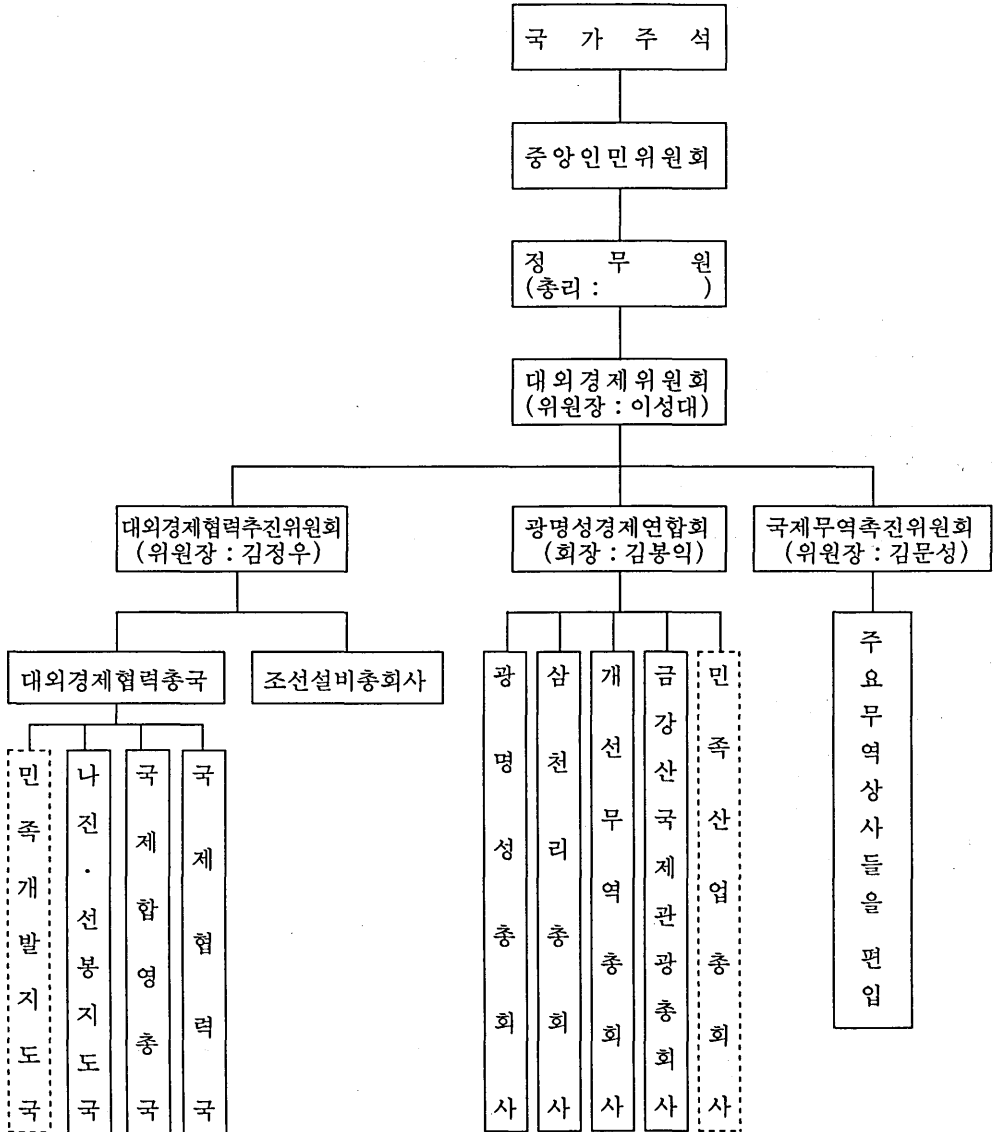 국 가 주 석
중앙인민위원회
정 무 원
(총리 : )
대외경제위원회
(위원장 : 이성대)
대외경제협력추진위원회
(위원장 : 김정우)
광명성경제연합회
(회장 : 김봉익)
국제무역촉진위원회
(위원장 : 김문성)
대외경제협력총국
조선설비총회사
민족개발지도국
나진·선봉지도국
국제합영총국
국제협력국
광명성총회사
삼천리총회사
개선무역총회사
금강산국제관광총회사
민족산업총회사
주요무역상사들을 편입